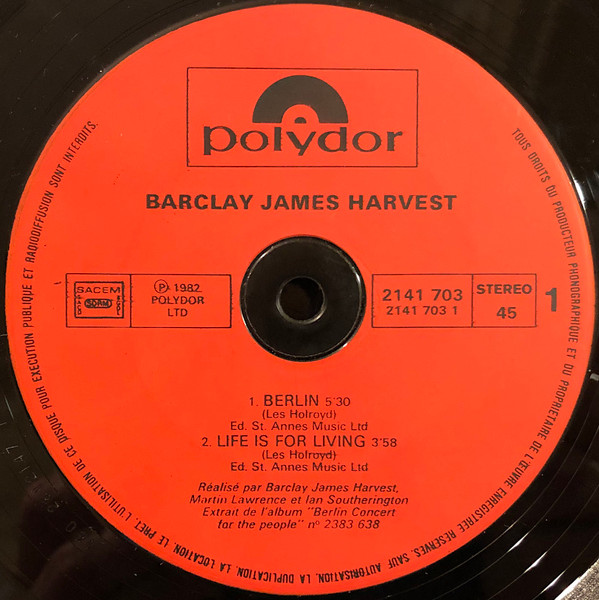 polydor
BARCLAY JAMES HARVEST
SACEM
SACD
SDRM
SGDL
Ⓟ 1982
POLYDOR
LTD
2141 703
2141 703 1
STEREO
45
1
1. BERLIN 5'30
(Les Holroyd)
Ed. St. Annes Music Ltd
2. LIFE IS FOR LIVING 3'58
(Les Holroyd)
Ed. St. Annes Music Ltd
Réalisé par Barclay James Harvest,
Martin Lawrence et Ian Southerington
Extrait de l'album "Berlin Concert
for the people" nº 2383 638
TOUS DROITS DU PRODUCTEUR PHONOGRAPHIQUE ET DU PROPRIÉTAIRE DE L'ŒUVRE ENREGISTRÉE RÉSERVÉS. SAUF AUTORISATION, LA DUPLICATION, LA LOCATION, LE PRÊT, L'UTILISATION DE CE DISQUE POUR EXÉCUTION PUBLIQUE ET RADIODIFFUSION SONT INTERDITS.